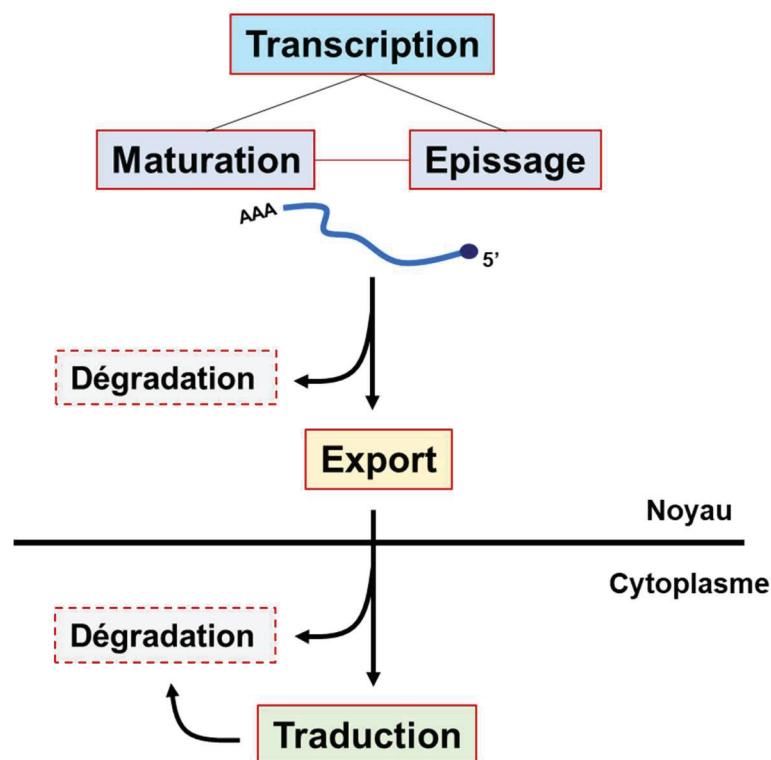 Transcription
Maturation
Epissage
AAA
5’
Dégradation
Export
Noyau
Cytoplasme
Dégradation
Traduction